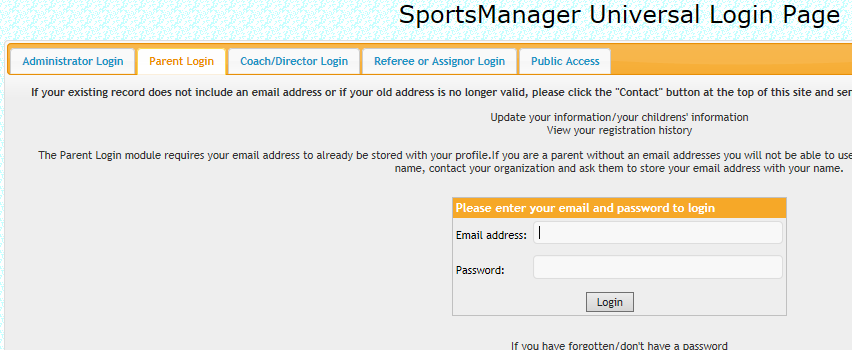 SportsManager Universal Login Page
Administrator Login Parent Login Coach/Director Login Referee or Assignor Login Public Access
If your existing record does not include an email address or if your old address is no longer valid, please click the "Contact" button at the top of this site and
Update your information/your childrens' information
View your registration history
The Parent Login module requires your email address to already be stored with your profile.If you are a parent without an email addresses you will not be able to use
name, contact your organization and ask them to store your email address with your name.
Please enter your email and password to login
Email address:
Password:
Login
If you have forgotten/don't have a password